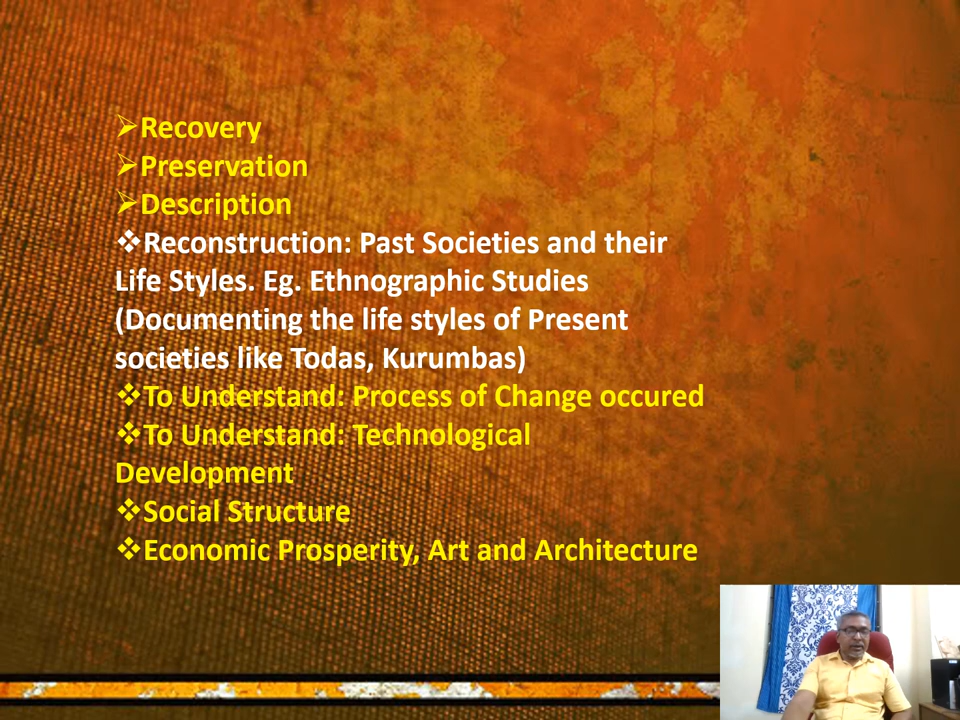 ➢Recovery
➢Preservation
➢Description
❖Reconstruction: Past Societies and their
Life Styles. Eg. Ethnographic Studies
(Documenting the life styles of Present
societies like Todas, Kurumbas)
❖To Understand: Process of Change occured
❖To Understand: Technological
Development
❖Social Structure
❖Economic Prosperity, Art and Architecture